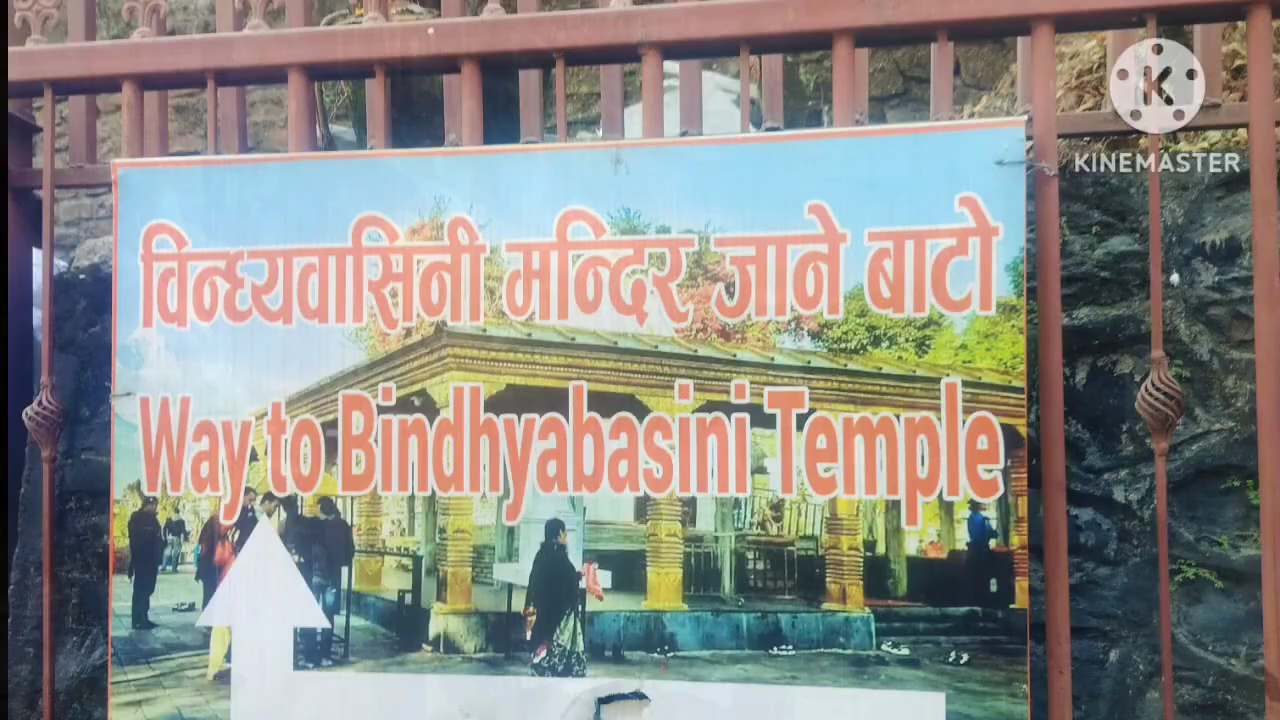 K
KINEMASTER
विन्ध्यवासिनी मन्दिर जाने बाटो
Way to Bindhyabasini Temple